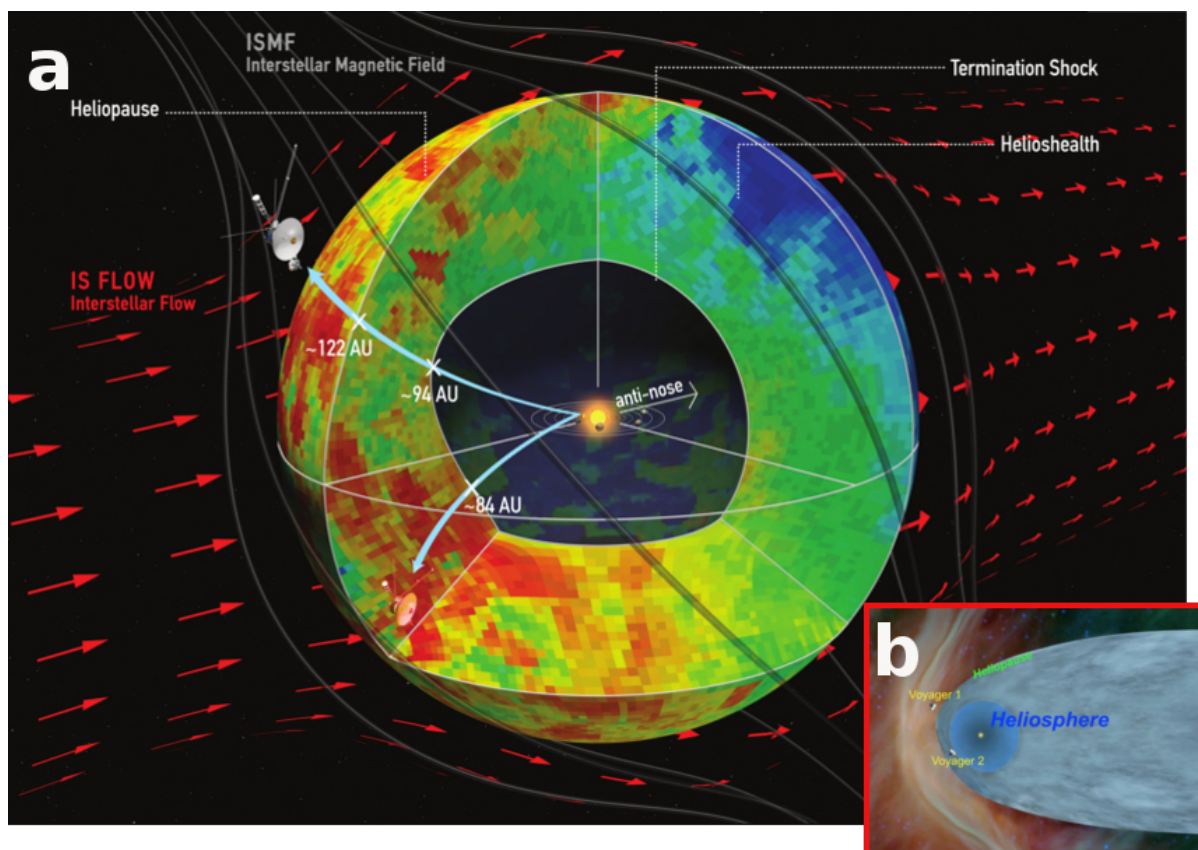 a
ISMF
Interstellar Magnetic Field
Heliopause
Termination Shock
Helioshealth
IS FLOW
Interstellar Flow
~122 AU
~94 AU
anti-nose
~84 AU
b
Heliopause
Voyager 1
Heliosphere
Voyager 2